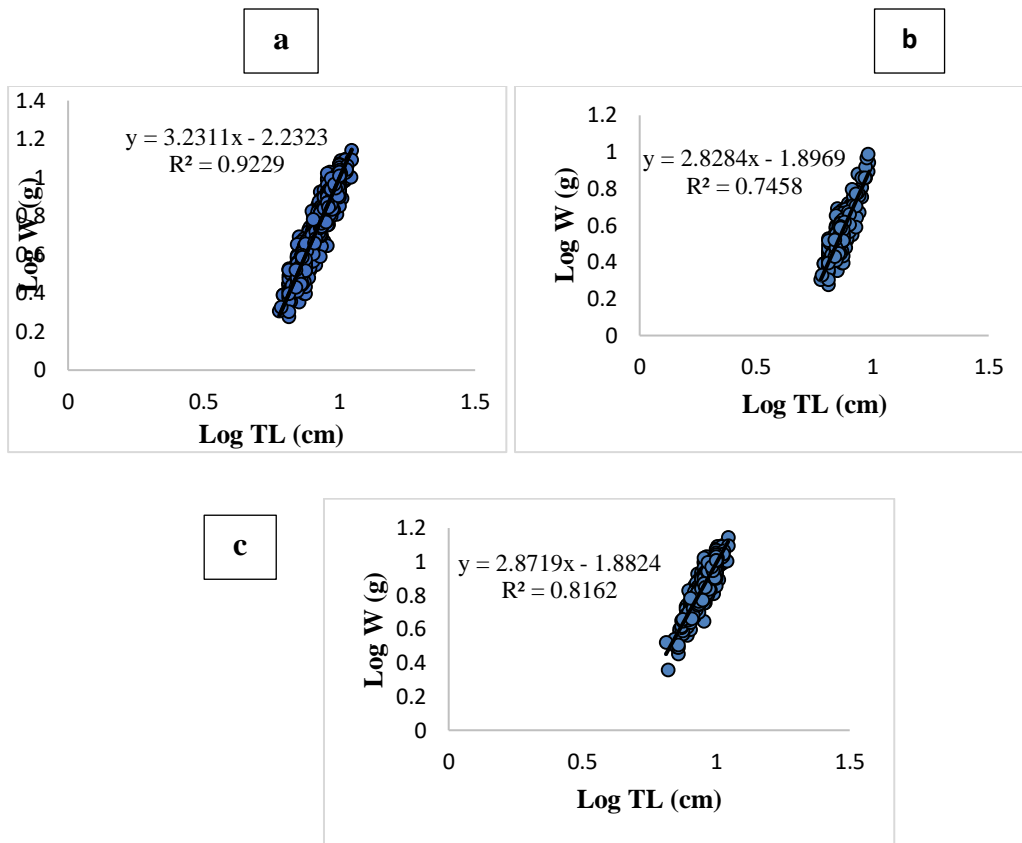 a
b
1.4
1.2
1
0.8
0.6
0.4
0.2
0
Log W (g)
y = 3.2311x - 2.2323
R² = 0.9229
0
0.5
1
1.5
Log TL (cm)
1.2
1
0.8
0.6
0.4
0.2
0
Log W (g)
y = 2.8284x - 1.8969
R² = 0.7458
0
0.5
1
1.5
Log TL (cm)
c
1.2
1
0.8
0.6
0.4
0.2
0
Log W (g)
y = 2.8719x - 1.8824
R² = 0.8162
0
0.5
1
1.5
Log TL (cm)